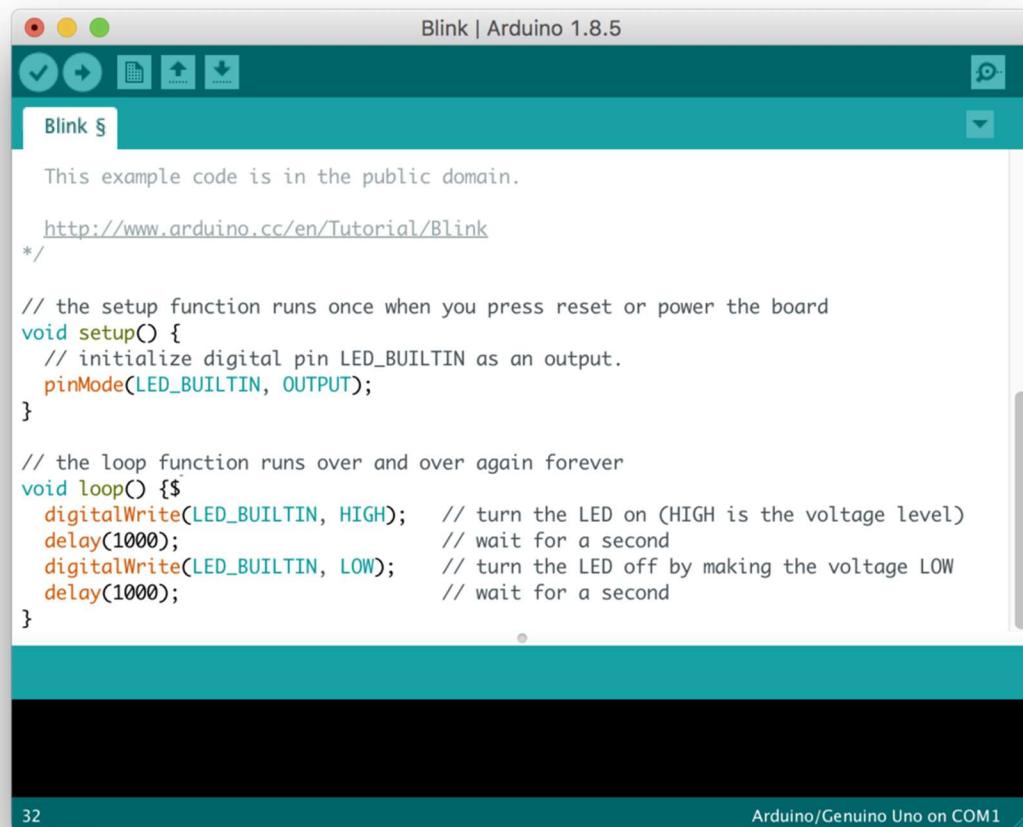 Blink | Arduino 1.8.5
Blink §
This example code is in the public domain.
http://www.arduino.cc/en/Tutorial/Blink
*/
// the setup function runs once when you press reset or power the board
void setup() {
  // initialize digital pin LED_BUILTIN as an output.
  pinMode(LED_BUILTIN, OUTPUT);
}
// the loop function runs over and over again forever
void loop() {$
  digitalWrite(LED_BUILTIN, HIGH);   // turn the LED on (HIGH is the voltage level)
  delay(1000);                       // wait for a second
  digitalWrite(LED_BUILTIN, LOW);    // turn the LED off by making the voltage LOW
  delay(1000);                       // wait for a second
}
32 Arduino/Genuino Uno on COM1